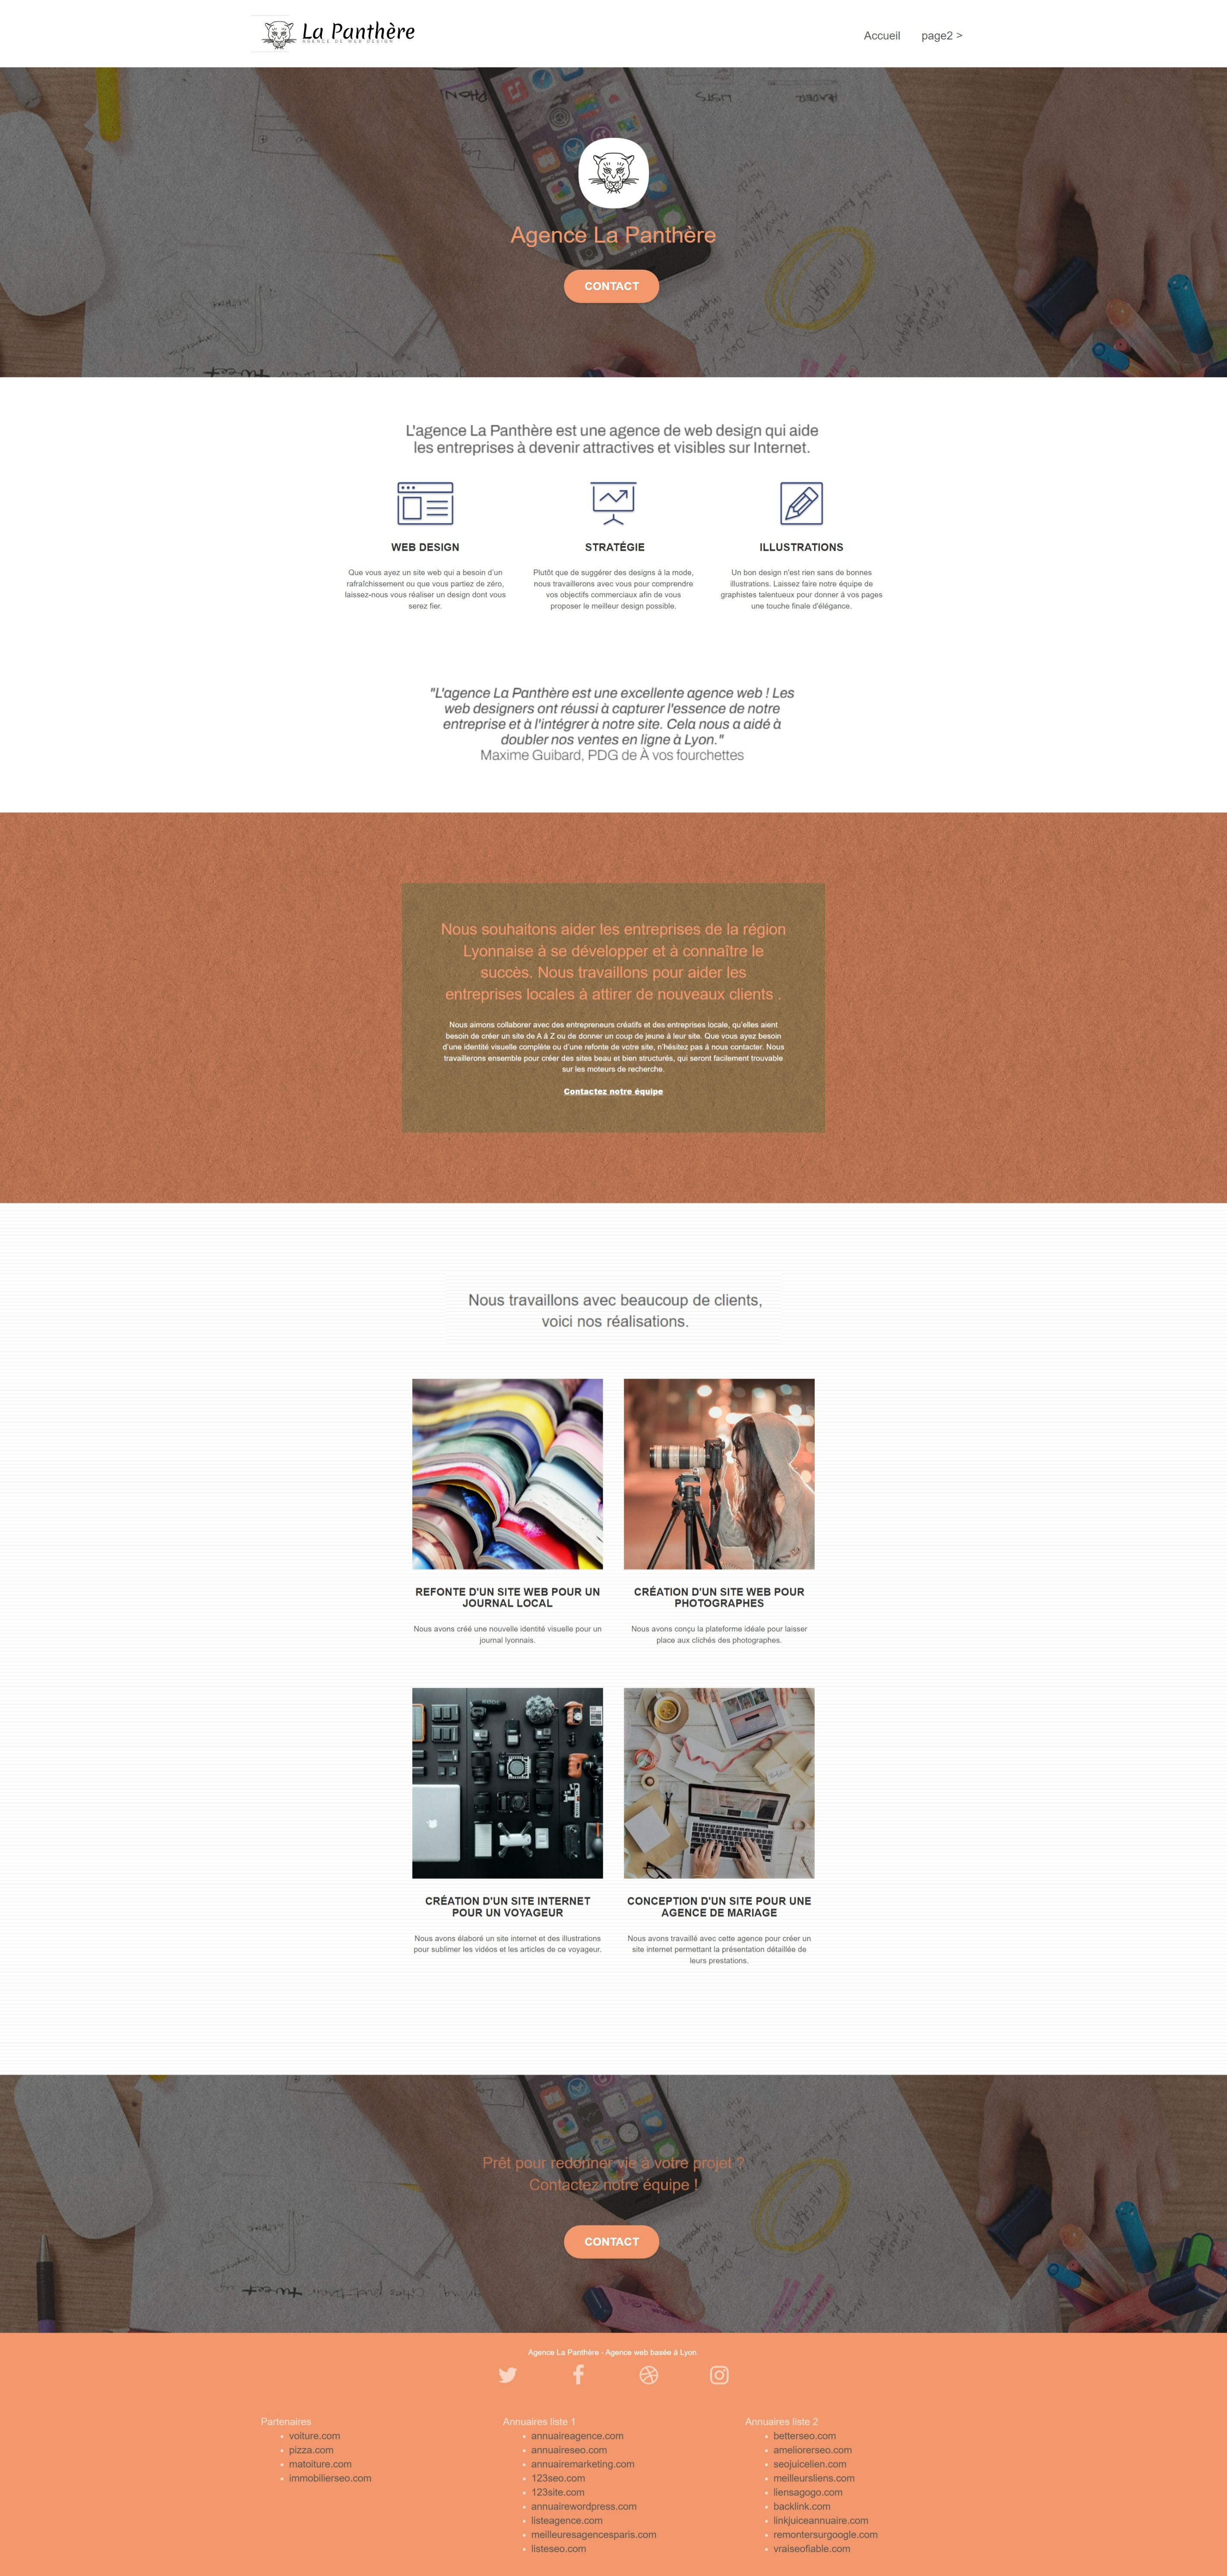 La Panthère
AGENCE DE WEB DESIGN
Accueil
page2 >
Agence La Panthère
CONTACT
L'agence La Panthère est une agence de web design qui aide
les entreprises à devenir attractives et visibles sur Internet.
WEB DESIGN
Que vous ayez un site web qui a besoin d'un
rafraîchissement ou que vous partiez de zéro,
laissez-nous vous réaliser un design dont vous
serez fier.
STRATÉGIE
Plutôt que de suggérer des designs à la mode,
nous travaillerons avec vous pour comprendre
vos objectifs commerciaux afin de vous
proposer le meilleur design possible.
ILLUSTRATIONS
Un bon design n'est rien sans de bonnes
illustrations. Laissez faire notre équipe de
graphistes talentueux pour donner à vos pages
une touche finale d'élégance.
"L'agence La Panthère est une excellente agence web ! Les
web designers ont réussi à capturer l'essence de notre
entreprise et à l'intégrer à notre site. Cela nous a aidé à
doubler nos ventes en ligne à Lyon."
Maxime Guibard, PDG de À vos fourchettes
Nous souhaitons aider les entreprises de la région
Lyonnaise à se développer et à connaître le
succès. Nous travaillons pour aider les
entreprises locales à attirer de nouveaux clients .
Nous aimons collaborer avec des entrepreneurs créatifs et des entreprises locale, qu'elles aient
besoin de créer un site de A à Z ou de donner un coup de jeune à leur site. Que vous ayez besoin
d'une identité visuelle complète ou d'une refonte de votre site, n'hésitez pas à nous contacter. Nous
travaillerons ensemble pour créer des sites beau et bien structurés, qui seront facilement trouvable
sur les moteurs de recherche.
Contactez notre équipe
Nous travaillons avec beaucoup de clients,
voici nos réalisations.
REFONTE D'UN SITE WEB POUR UN
JOURNAL LOCAL
Nous avons créé une nouvelle identité visuelle pour un
journal lyonnais.
CRÉATION D'UN SITE WEB POUR
PHOTOGRAPHES
Nous avons conçu la plateforme idéale pour laisser
place aux clichés des photographes.
CRÉATION D'UN SITE INTERNET
POUR UN VOYAGEUR
Nous avons élaboré un site internet et des illustrations
pour sublimer les vidéos et les articles de ce voyageur.
CONCEPTION D'UN SITE POUR UNE
AGENCE DE MARIAGE
Nous avons travaillé avec cette agence pour créer un
site internet permettant la présentation détaillée de
leurs prestations.
Prêt pour redonner vie à votre projet ?
Contactez notre équipe !
CONTACT
Agence La Panthère - Agence web basée à Lyon.
Partenaires
voiture.com
pizza.com
matoiture.com
immobilierseo.com
Annuaires liste 1
annuaireagence.com
annuaireseo.com
annuairemarketing.com
123seo.com
123site.com
annuairewordpress.com
listeagence.com
meilleuresagencesparis.com
listeseo.com
Annuaires liste 2
betterseo.com
ameliorerseo.com
seojuicelien.com
meilleursliens.com
liensagogo.com
backlink.com
linkjuiceannuaire.com
remontersurgoogle.com
vraiseofiable.com